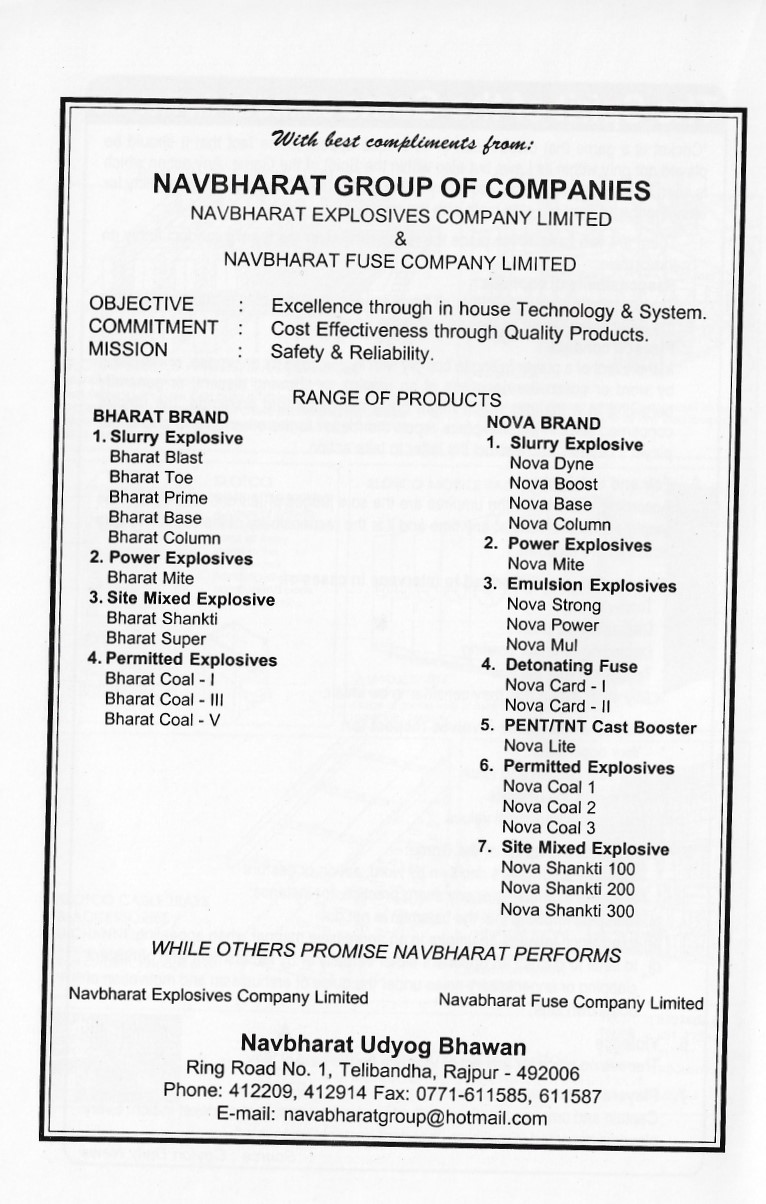 With best compliments from:
NAVBHARAT GROUP OF COMPANIES
NAVBHARAT EXPLOSIVES COMPANY LIMITED
&
NAVBHARAT FUSE COMPANY LIMITED
OBJECTIVE : Excellence through in house Technology & System.
COMMITMENT : Cost Effectiveness through Quality Products.
MISSION : Safety & Reliability.
RANGE OF PRODUCTS
BHARAT BRAND
1. Slurry Explosive
Bharat Blast
Bharat Toe
Bharat Prime
Bharat Base
Bharat Column
2. Power Explosives
Bharat Mite
3. Site Mixed Explosive
Bharat Shankti
Bharat Super
4. Permitted Explosives
Bharat Coal - I
Bharat Coal - III
Bharat Coal - V
NOVA BRAND
1. Slurry Explosive
Nova Dyne
Nova Boost
Nova Base
Nova Column
2. Power Explosives
Nova Mite
3. Emulsion Explosives
Nova Strong
Nova Power
Nova Mul
4. Detonating Fuse
Nova Card - I
Nova Card - II
5. PENT/TNT Cast Booster
Nova Lite
6. Permitted Explosives
Nova Coal 1
Nova Coal 2
Nova Coal 3
7. Site Mixed Explosive
Nova Shankti 100
Nova Shankti 200
Nova Shankti 300
WHILE OTHERS PROMISE NAVBHARAT PERFORMS
Navbharat Explosives Company Limited Navabharat Fuse Company Limited
Navbharat Udyog Bhawan
Ring Road No. 1, Telibandha, Rajpur - 492006
Phone: 412209, 412914 Fax: 0771-611585, 611587
E-mail: navabharatgroup@hotmail.com